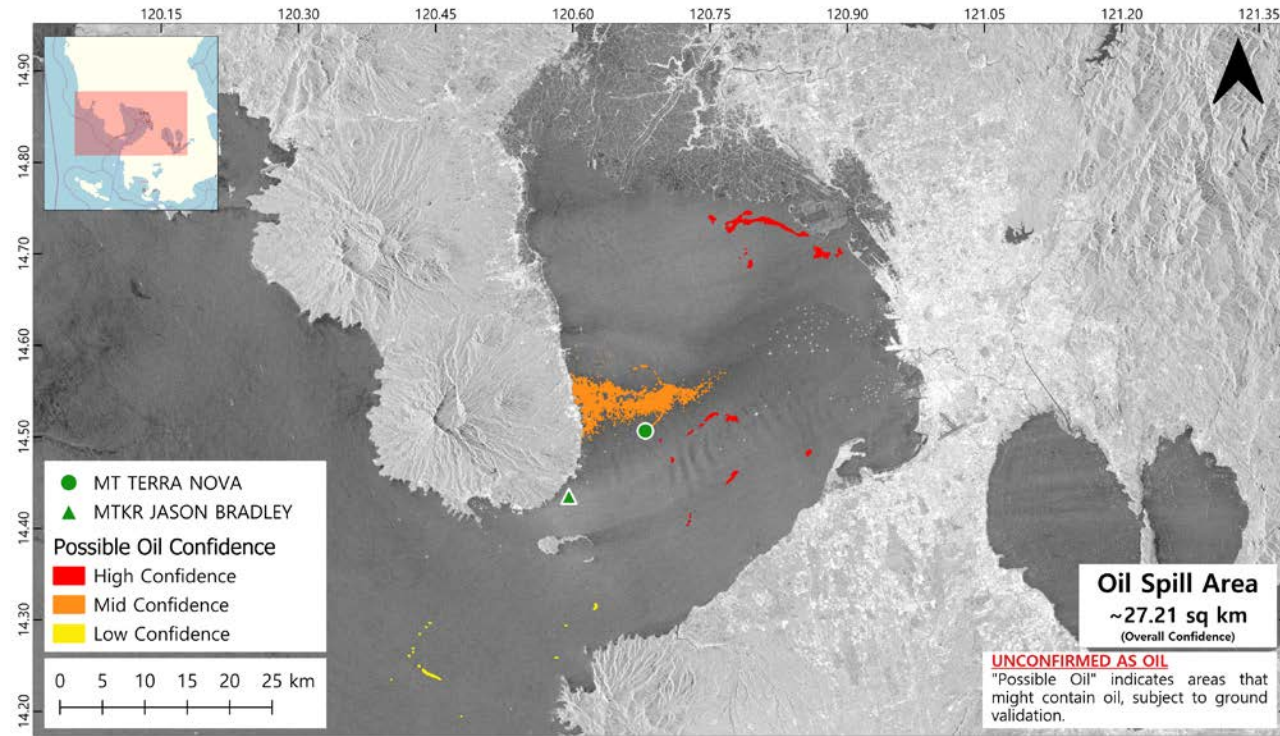 120.15 120.30 120.45 120.60 120.75 120.90 121.05 121.20 121.35
14.90
14.80
14.70
14.60
14.50
14.40
14.30
14.20
MT TERRA NOVA
MTKR JASON BRADLEY
Possible Oil Confidence
High Confidence
Mid Confidence
Low Confidence
0 5 10 15 20 25 km
Oil Spill Area
~27.21 sq km
(Overall Confidence)
UNCONFIRMED AS OIL
"Possible Oil" indicates areas that
might contain oil, subject to ground
validation.